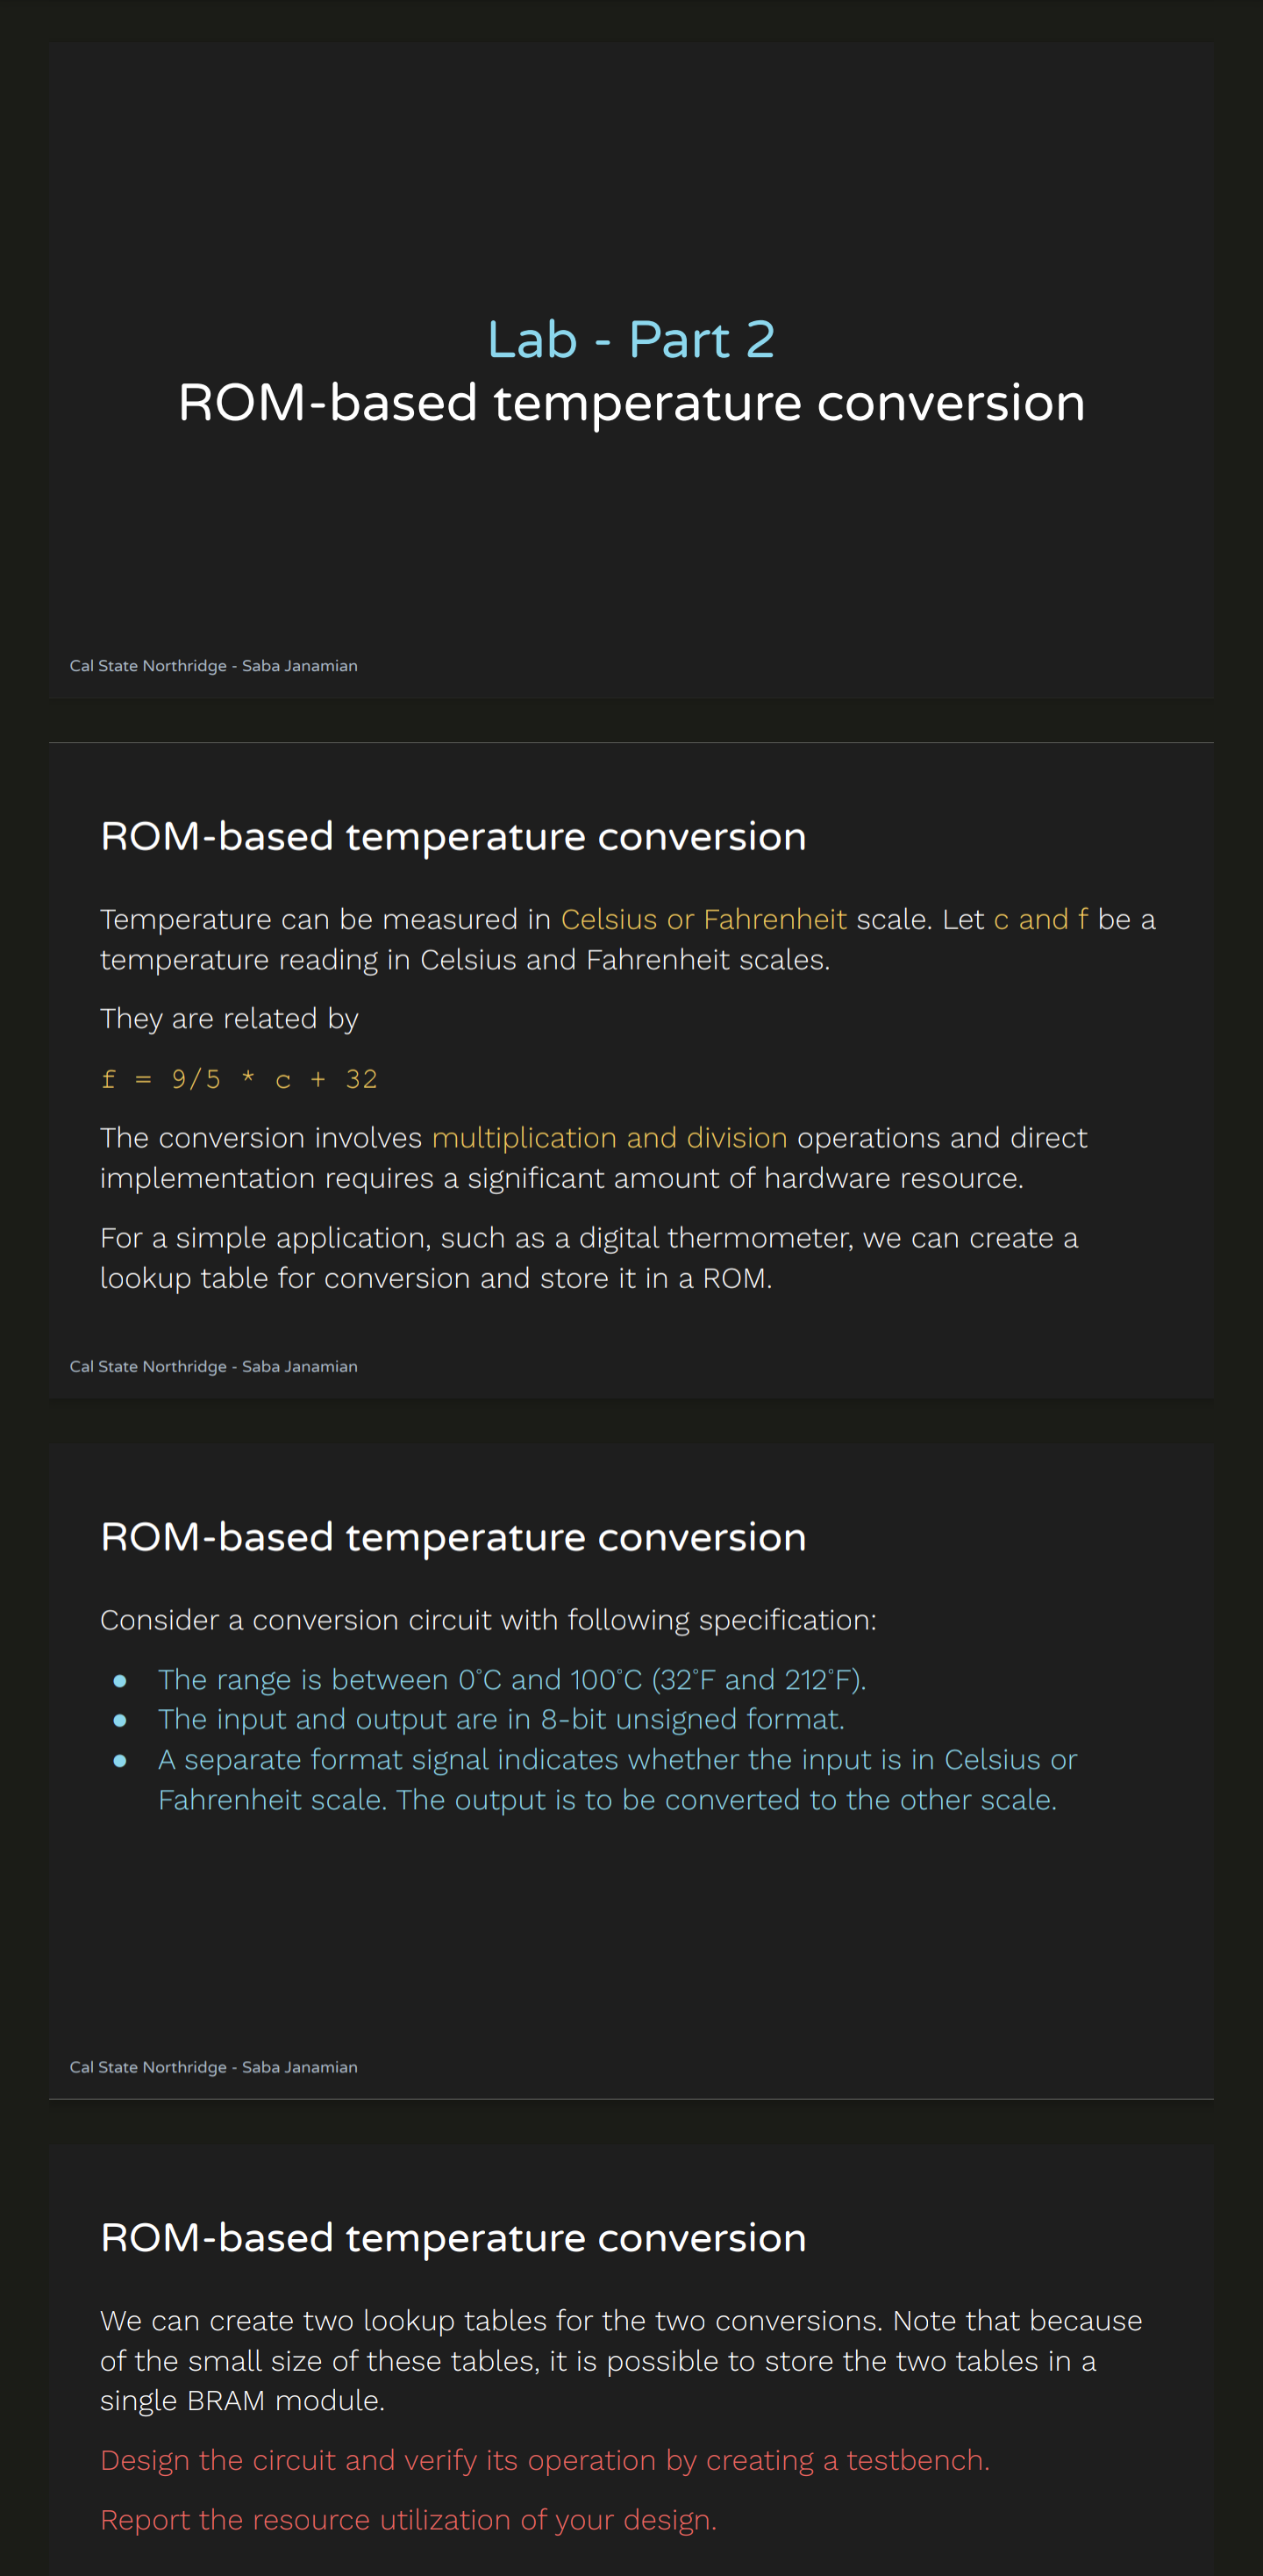 Lab - Part 2
ROM-based temperature conversion
Cal State Northridge - Saba Janamian
ROM-based temperature conversion
Temperature can be measured in Celsius or Fahrenheit scale. Let c and f be a
temperature reading in Celsius and Fahrenheit scales.
They are related by
f = 9/5 * c + 32
The conversion involves multiplication and division operations and direct
implementation requires a significant amount of hardware resource.
For a simple application, such as a digital thermometer, we can create a
lookup table for conversion and store it in a ROM.
Cal State Northridge - Saba Janamian
ROM-based temperature conversion
Consider a conversion circuit with following specification:
● The range is between 0°C and 100°C (32°F and 212°F).
● The input and output are in 8-bit unsigned format.
● A separate format signal indicates whether the input is in Celsius or
Fahrenheit scale. The output is to be converted to the other scale.
Cal State Northridge - Saba Janamian
ROM-based temperature conversion
We can create two lookup tables for the two conversions. Note that because
of the small size of these tables, it is possible to store the two tables in a
single BRAM module.
Design the circuit and verify its operation by creating a testbench.
Report the resource utilization of your design.